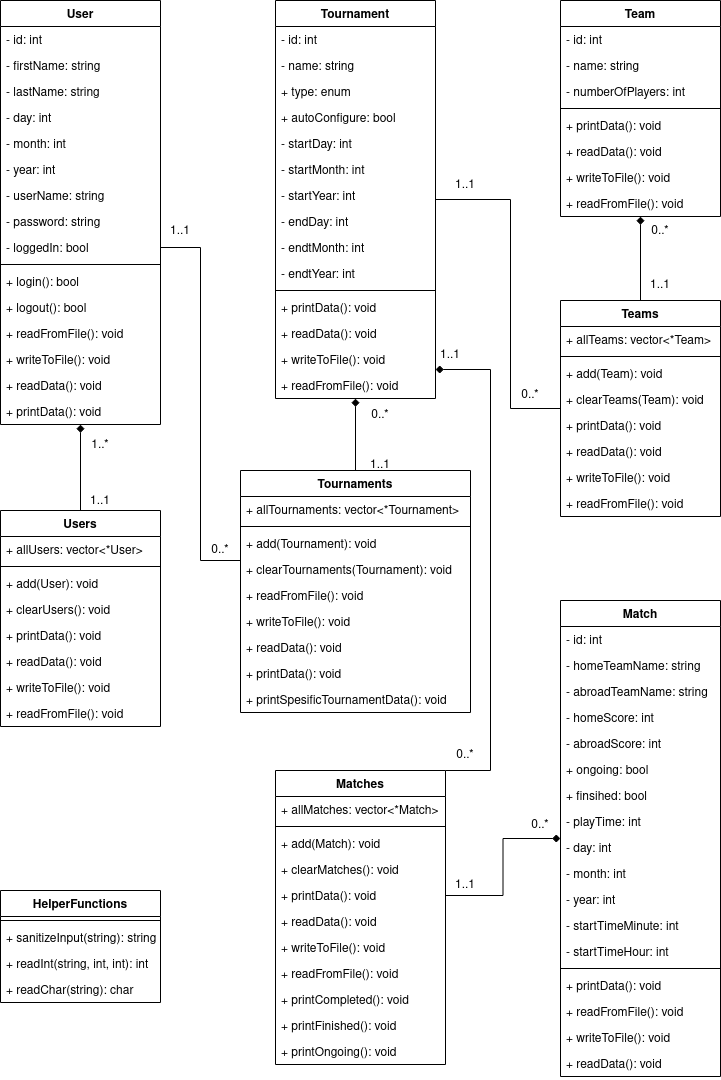 User
- id: int
- firstName: string
- lastName: string
- day: int
- month: int
- year: int
- userName: string
- password: string
- loggedIn: bool
+ login(): bool
+ logout(): bool
+ readFromFile(): void
+ writeToFile(): void
+ readData(): void
+ printData(): void
1..1
1..*
1..1
Users
+ allUsers: vector<*User>
+ add(User): void
+ clearUsers(): void
+ printData(): void
+ readData(): void
+ writeToFile(): void
+ readFromFile(): void
HelperFunctions
+ sanitizeInput(string): string
+ readInt(string, int, int): int
+ readChar(string): char
Tournament
- id: int
- name: string
+ type: enum
+ autoConfigure: bool
- startDay: int
- startMonth: int
- startYear: int
- endDay: int
- endtMonth: int
- endtYear: int
+ printData(): void
+ readData(): void
+ writeToFile(): void
+ readFromFile(): void
1..1
1..1
0..*
1..1
0..*
Tournaments
+ allTournaments: vector<*Tournament>
+ add(Tournament): void
+ clearTournaments(Tournament): void
+ readFromFile(): void
+ writeToFile(): void
+ readData(): void
+ printData(): void
+ printSpesificTournamentData(): void
0..*
Matches
+ allMatches: vector<*Match>
+ add(Match): void
+ clearMatches(): void
+ printData(): void
+ readData(): void
+ writeToFile(): void
+ readFromFile(): void
+ printCompleted(): void
+ printFinished(): void
+ printOngoing(): void
1..1
0..*
Team
- id: int
- name: string
- numberOfPlayers: int
+ printData(): void
+ readData(): void
+ writeToFile(): void
+ readFromFile(): void
0..*
1..1
0..*
Teams
+ allTeams: vector<*Team>
+ add(Team): void
+ clearTeams(Team): void
+ printData(): void
+ readData(): void
+ writeToFile(): void
+ readFromFile(): void
Match
- id: int
- homeTeamName: string
- abroadTeamName: string
- homeScore: int
- abroadScore: int
+ ongoing: bool
+ finsihed: bool
- playTime: int
- day: int
- month: int
- year: int
- startTimeMinute: int
- startTimeHour: int
+ printData(): void
+ readFromFile(): void
+ writeToFile(): void
+ readData(): void